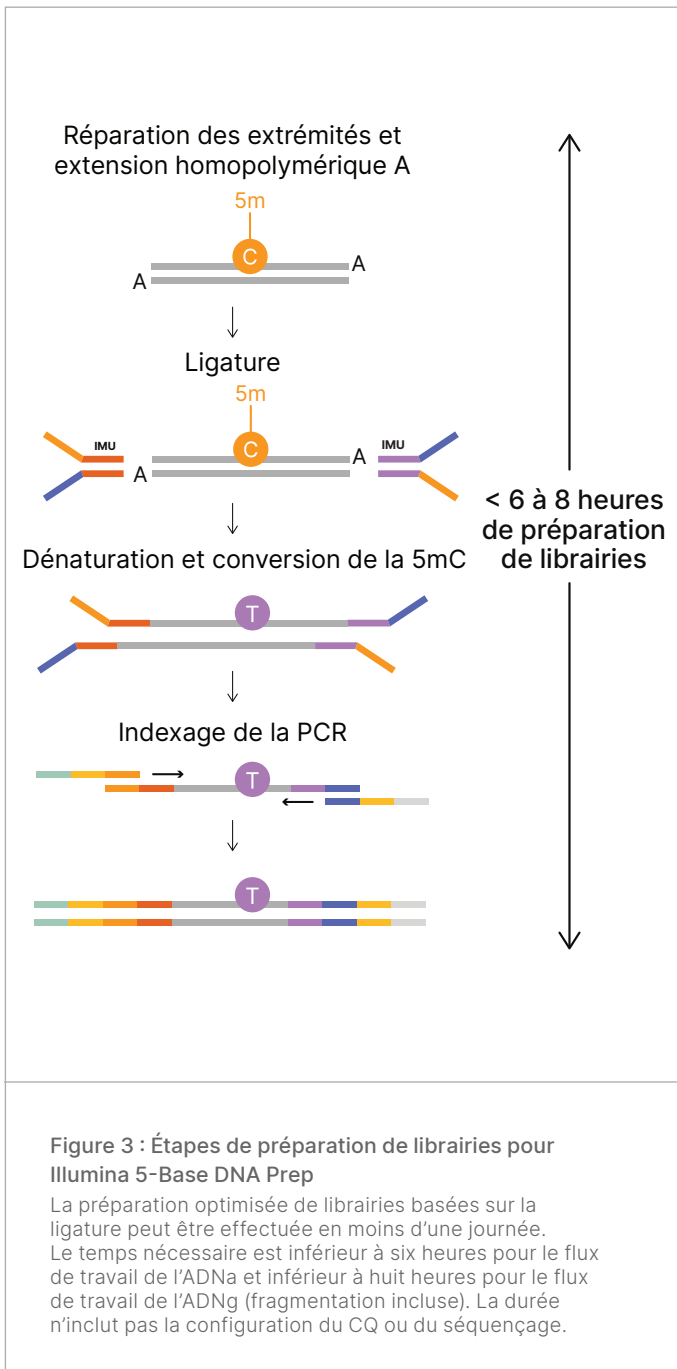 Réparation des extrémités et
extension homopolymérique A
5m
C
A
A
Ligature
5m
IMU
C
IMU
A
A
< 6 à 8 heures
de préparation
de librairies
Dénaturation et conversion de la 5mC
T
Indexage de la PCR
T
T
Figure 3 : Étapes de préparation de librairies pour
Illumina 5-Base DNA Prep
La préparation optimisée de librairies basées sur la
ligature peut être effectuée en moins d'une journée.
Le temps nécessaire est inférieur à six heures pour le flux
de travail de l'ADNa et inférieur à huit heures pour le flux
de travail de l'ADNg (fragmentation incluse). La durée
n'inclut pas la configuration du CQ ou du séquençage.